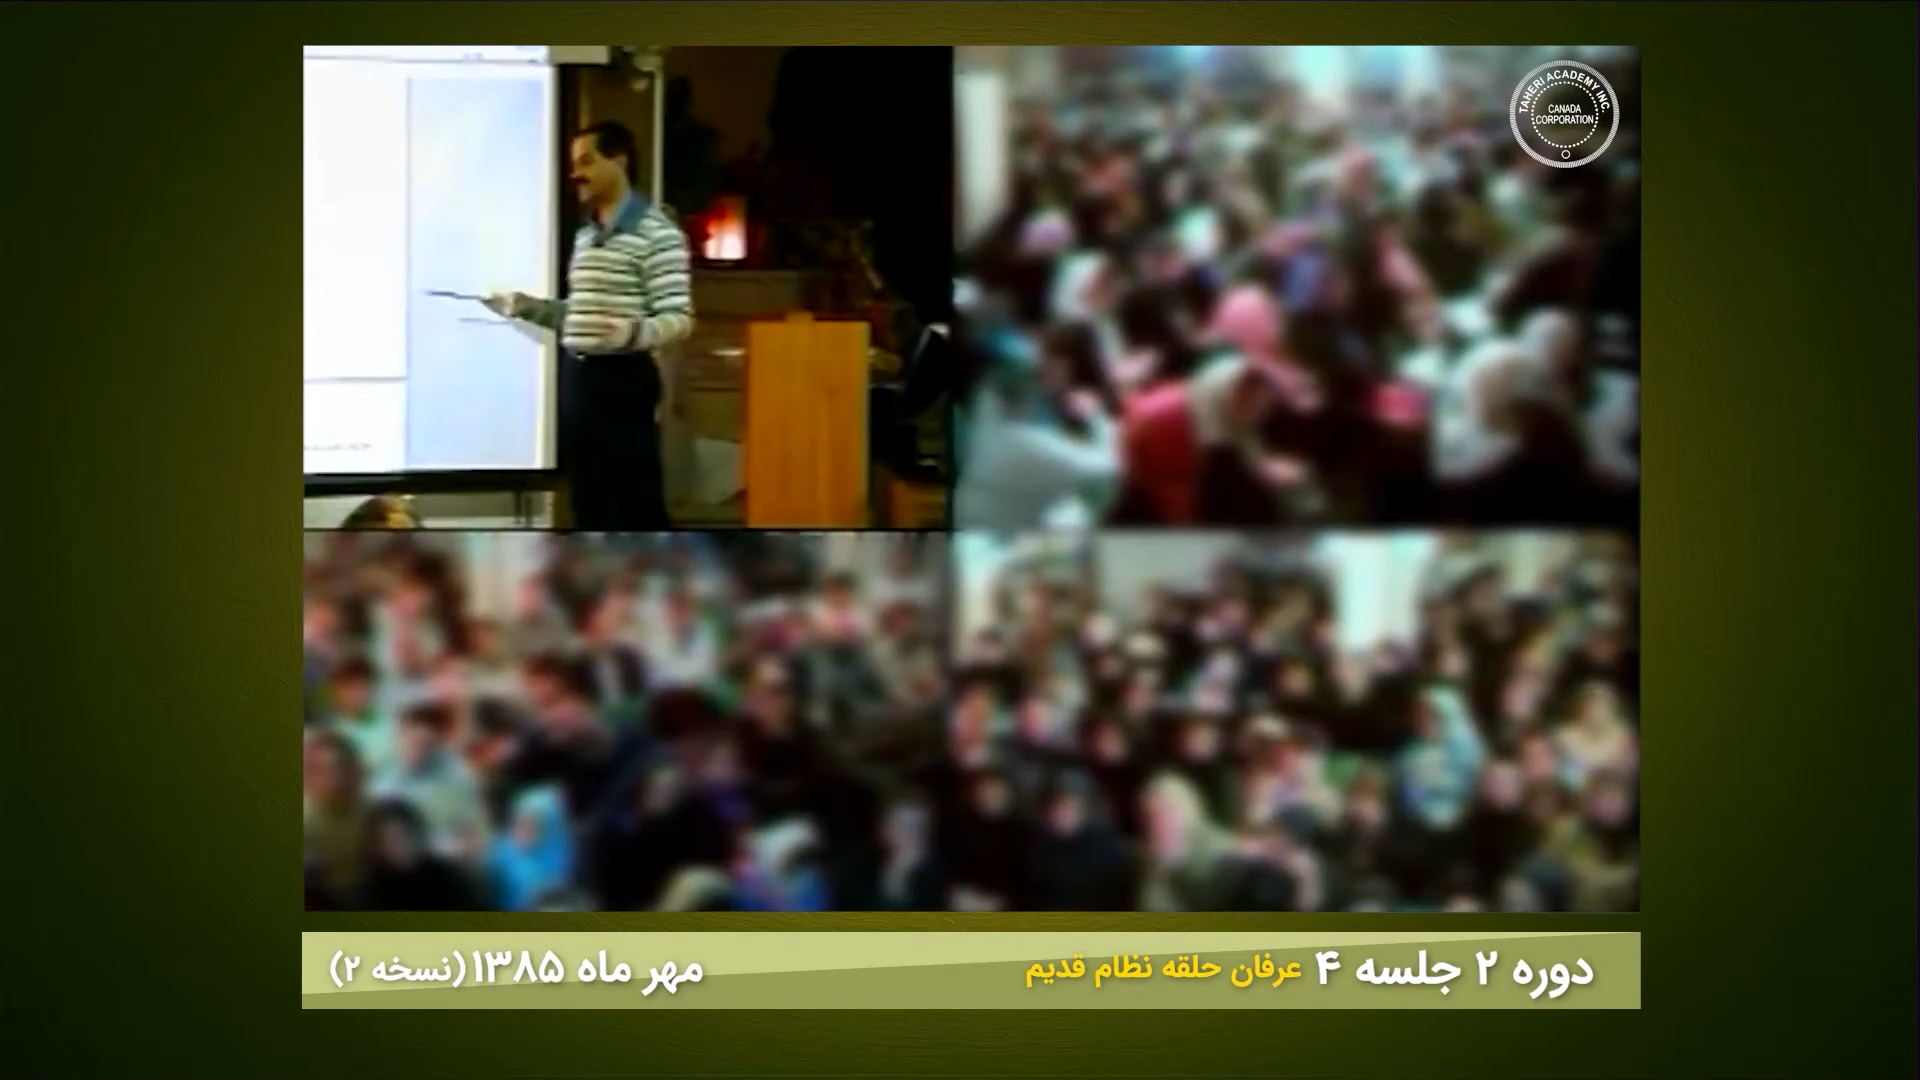 TAHERI ACADEMY INC.
CANADA
CORPORATION
دوره ۲ جلسه ۴ عرفان حلقه نظام قدیم
مهر ماه ۱۳۸۵ (نسخه ۲)